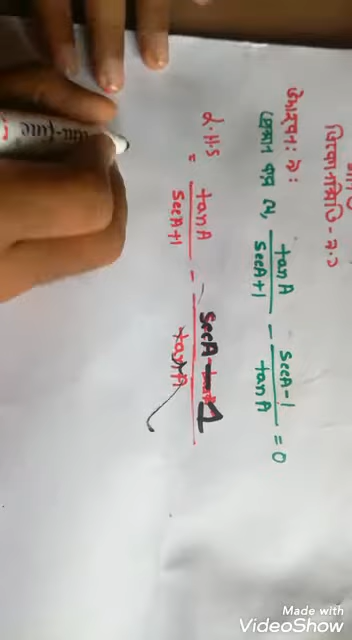 ত্রিকোণমিতি - ৯.১
উদাহরণ: ৯:
প্রমাণ কর যে, tanA/secA+1 - secA-1/tanA = 0
L.H.S = tanA/secA+1 - secA-1/tanA
Made with
VideoShow